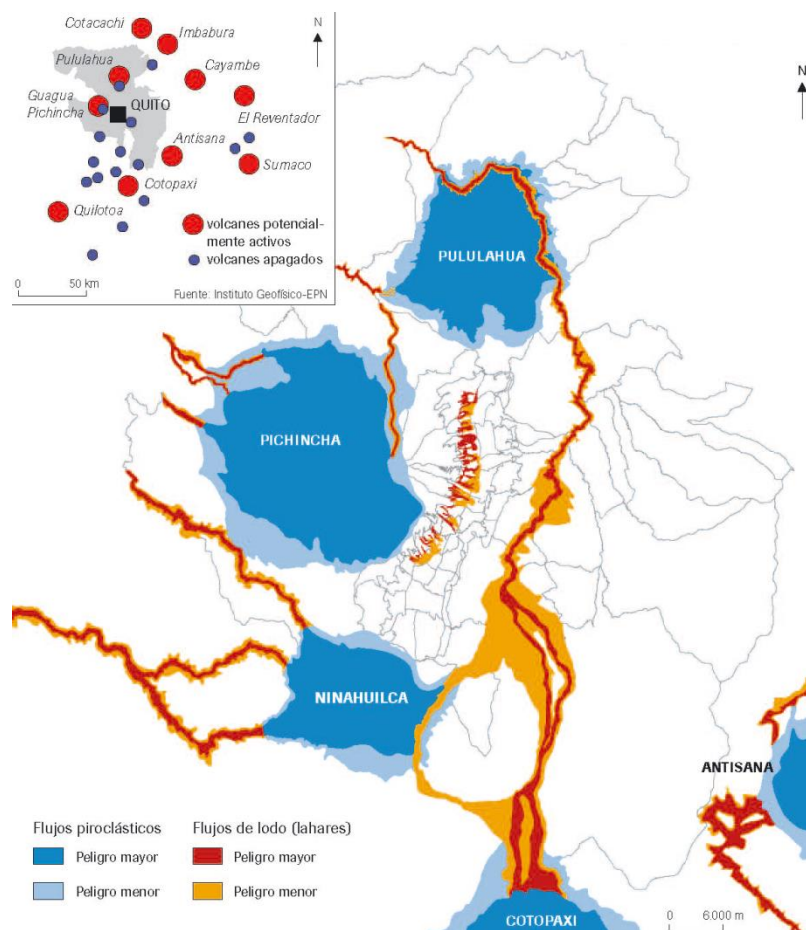 N
Cotacachi
Imbabura
Pululahua
Cayambe
Guagua
Pichincha
QUITO
El Reventador
Antisana
Sumaco
Cotopaxi
Quilotoa
volcanes potencial-
mente activos
volcanes apagados
0 50 km
Fuente: Instituto Geofísico-EPN
N
PULULAHUA
PICHINCHA
NINAHUILCA
ANTISANA
COTOPAXI
Flujos piroclásticos
Peligro mayor
Peligro menor
Flujos de lodo (lahares)
Peligro mayor
Peligro menor
0 6000 m